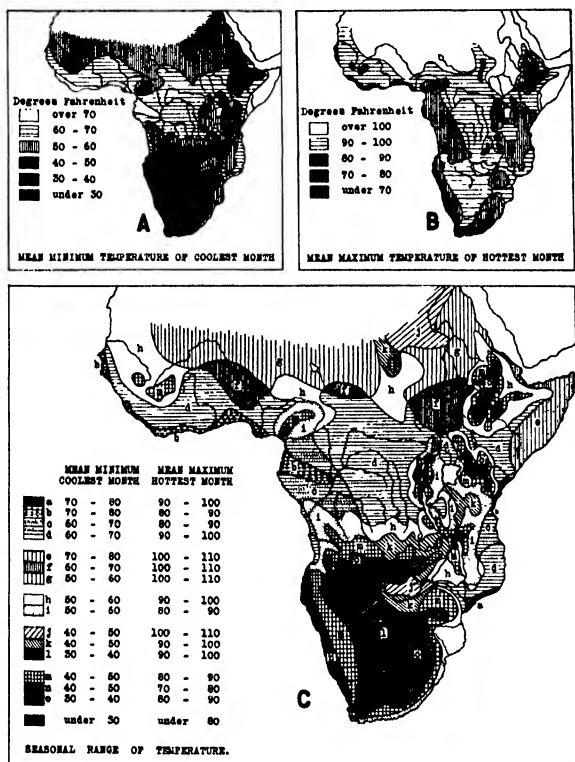 Degrees Fahrenheit
over 70
60 - 70
50 - 60
40 - 50
30 - 40
under 30
A
MEAN MINIMUM TEMPERATURE OF COOLEST MONTH
Degrees Fahrenheit
over 100
90 - 100
80 - 90
70 - 80
under 70
B
MEAN MAXIMUM TEMPERATURE OF HOTTEST MONTH
MEAN MINIMUM MEAN MAXIMUM
COOLEST MONTH HOTTEST MONTH
a 70 - 80 90 - 100
b 70 - 80 80 - 90
c 60 - 70 80 - 90
d 60 - 70 90 - 100
e 70 - 80 100 - 110
f 60 - 70 100 - 110
g 50 - 60 100 - 110
h 50 - 60 90 - 100
i 50 - 60 80 - 90
j 40 - 50 100 - 110
k 40 - 50 90 - 100
l 30 - 40 90 - 100
m 40 - 50 80 - 90
n 40 - 50 70 - 80
o 30 - 40 80 - 90
under 30 under 80
C
SEASONAL RANGE OF TEMPERATURE.